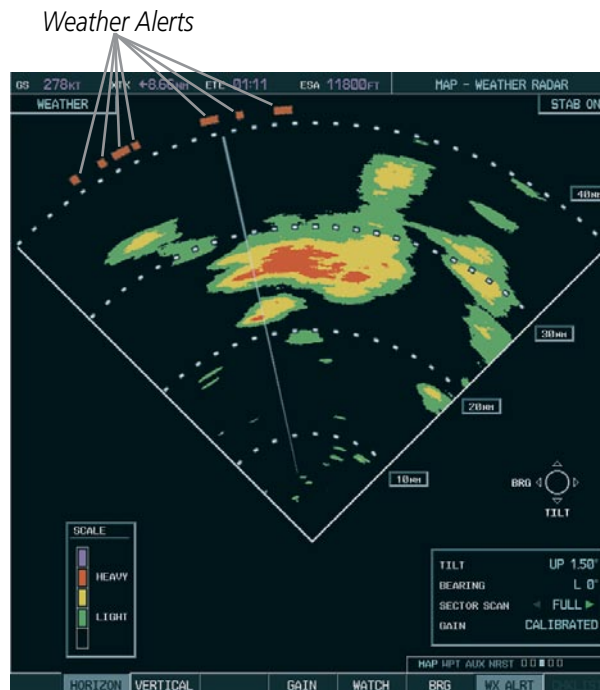 Weather Alerts
GS 278KT XTK +8.66NM ETE 01:11 ESA 11800FT MAP – WEATHER RADAR
WEATHER STAB ON
40NM
30NM
20NM
10NM
BRG
TILT
SCALE
HEAVY
LIGHT
TILT UP 1.50°
BEARING L 0°
SECTOR SCAN FULL
GAIN CALIBRATED
MAP WPT AUX NRST
HORIZON VERTICAL GAIN WATCH BRG WX ALRT